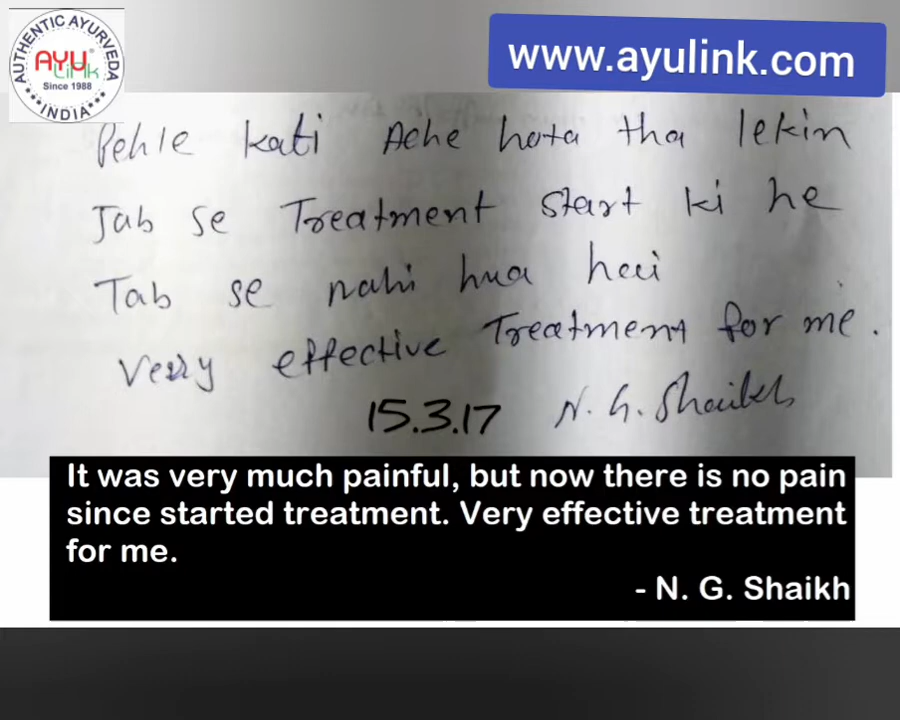 AUTHENTIC AYURVEDA
AYU
LiNk
Since 1988
INDIA
www.ayulink.com
Pehle kati Ache hota tha lekin
Jab se Treatment start ki he
Tab se nahi hua hai
Very effective Treatment for me.
15.3.17 N. G. Shaikh
It was very much painful, but now there is no pain
since started treatment. Very effective treatment
for me.
- N. G. Shaikh